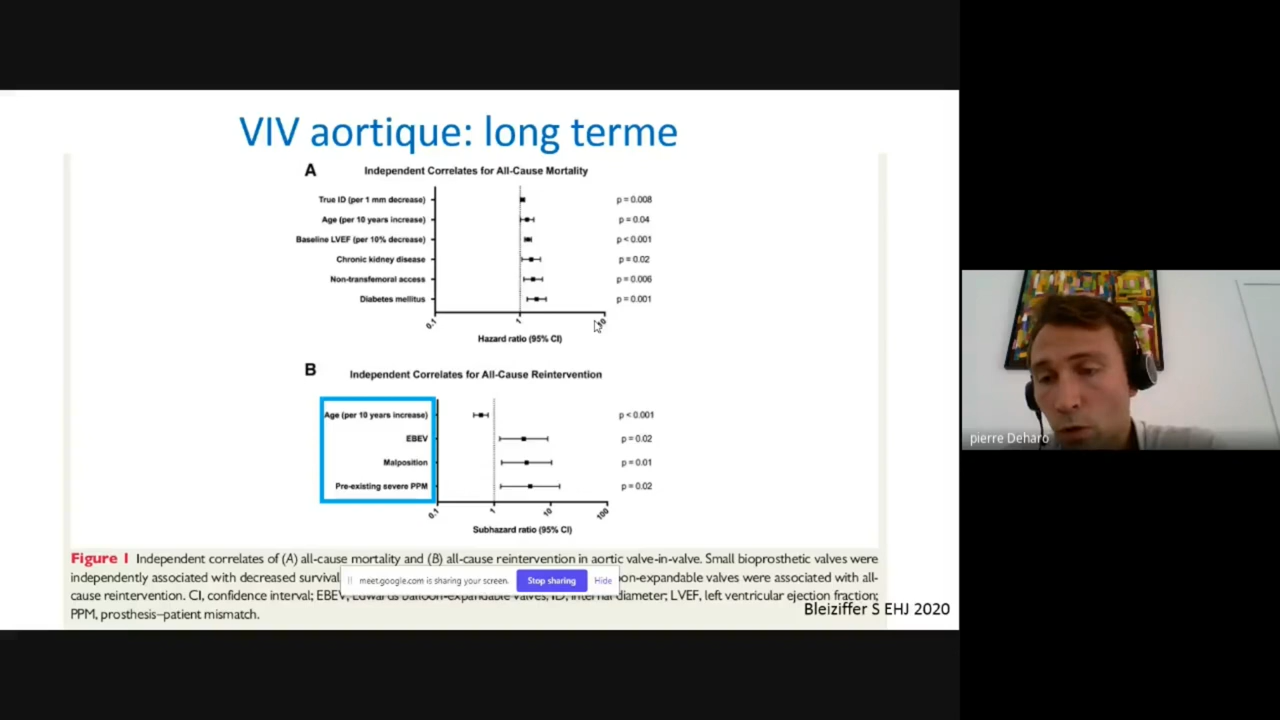 VIV aortique: long terme
A
Independent Correlates for All-Cause Mortality
True ID (per 1 mm decrease) p = 0.008
Age (per 10 years increase) p = 0.04
Baseline LVEF (per 10% decrease) p < 0.001
Chronic kidney disease p = 0.02
Non-transfemoral access p = 0.006
Diabetes mellitus p = 0.001
0.1 1 10
Hazard ratio (95% CI)
B
Independent Correlates for All-Cause Reintervention
Age (per 10 years increase) p < 0.001
EBEV p = 0.02
Malposition p = 0.01
Pre-existing severe PPM p = 0.02
0.1 1 10 100
Subhazard ratio (95% CI)
Figure 1 Independent correlates of (A) all-cause mortality and (B) all-cause reintervention in aortic valve-in-valve. Small bioprosthetic valves were
independently associated with decreased survival on-expandable valves were associated with all-
meet.google.com is sharing your screen. Stop sharing Hide
cause reintervention. CI, confidence interval; EBEV, Edwards balloon-expandable valves; ID, internal diameter; LVEF, left ventricular ejection fraction;
PPM, prosthesis–patient mismatch.
Bleiziffer S EHJ 2020
pierre Deharo